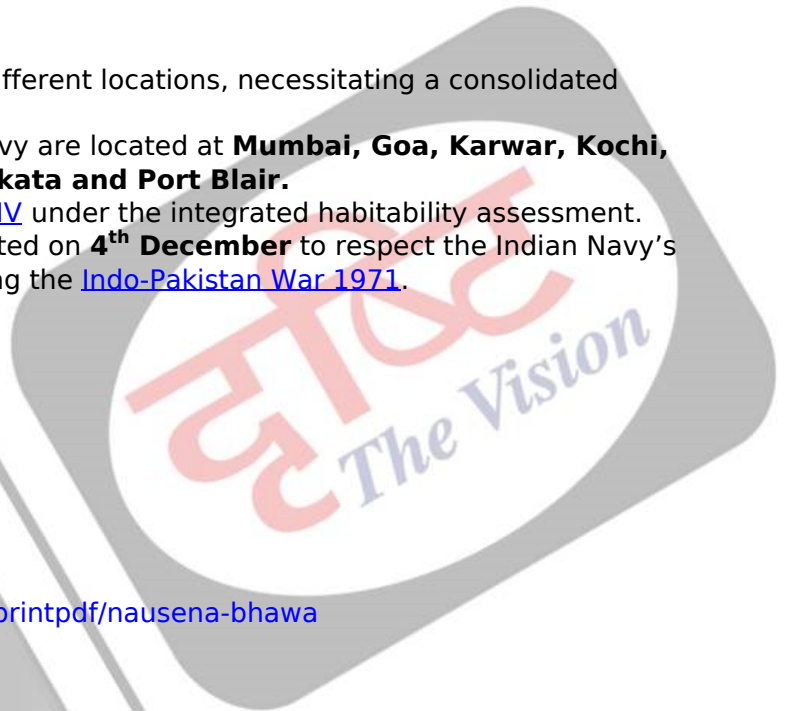 fferent locations, necessitating a consolidated
vy are located at Mumbai, Goa, Karwar, Kochi,
kata and Port Blair.
IV under the integrated habitability assessment.
ted on 4th December to respect the Indian Navy's
ng the Indo-Pakistan War 1971.
दृष्टि
The Vision
printpdf/nausena-bhawa